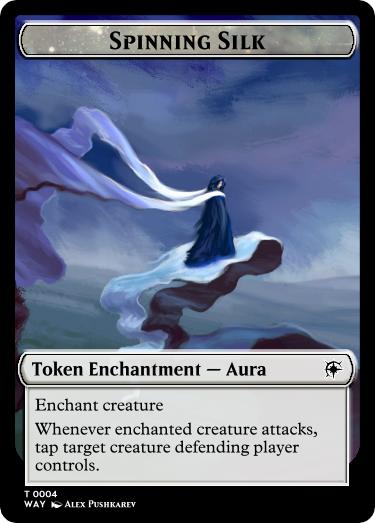 Spinning Silk
Token Enchantment — Aura
Enchant creature
Whenever enchanted creature attacks,
tap target creature defending player
controls.
T 0004
WAY Alex Pushkarev